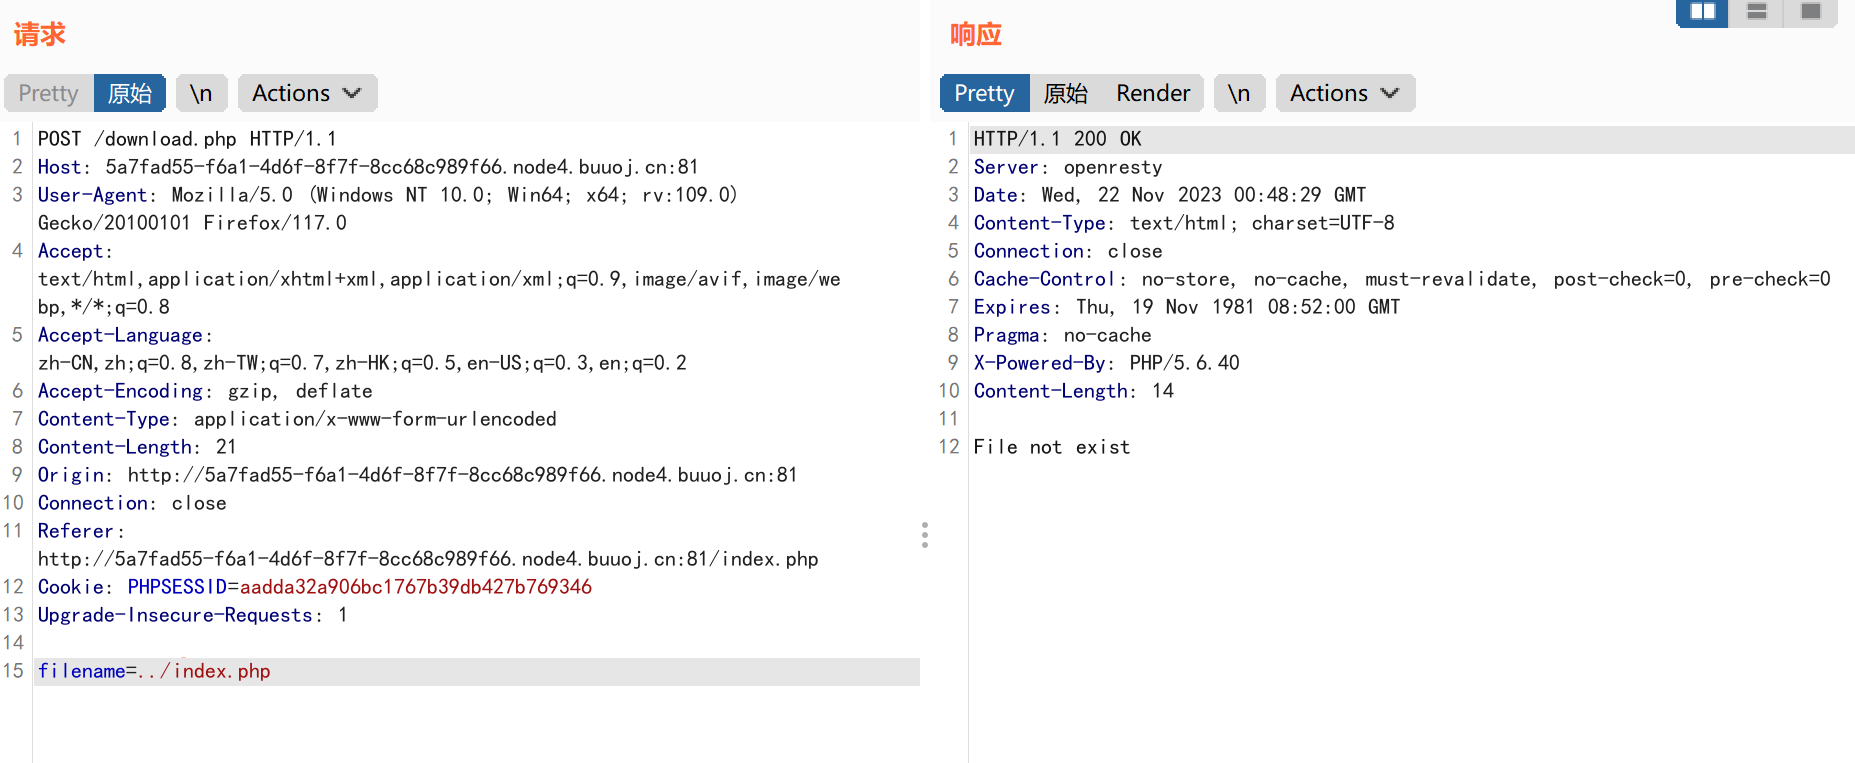 请求
Pretty 原始 \n Actions
1 POST /download.php HTTP/1.1
2 Host: 5a7fad55-f6a1-4d6f-8f7f-8cc68c989f66.node4.buuoj.cn:81
3 User-Agent: Mozilla/5.0 (Windows NT 10.0; Win64; x64; rv:109.0)
Gecko/20100101 Firefox/117.0
4 Accept:
text/html,application/xhtml+xml,application/xml;q=0.9,image/avif,image/we
bp,*/*;q=0.8
5 Accept-Language:
zh-CN,zh;q=0.8,zh-TW;q=0.7,zh-HK;q=0.5,en-US;q=0.3,en;q=0.2
6 Accept-Encoding: gzip, deflate
7 Content-Type: application/x-www-form-urlencoded
8 Content-Length: 21
9 Origin: http://5a7fad55-f6a1-4d6f-8f7f-8cc68c989f66.node4.buuoj.cn:81
10 Connection: close
11 Referer:
http://5a7fad55-f6a1-4d6f-8f7f-8cc68c989f66.node4.buuoj.cn:81/index.php
12 Cookie: PHPSESSID=aadda32a906bc1767b39db427b769346
13 Upgrade-Insecure-Requests: 1
14
15 filename=../index.php
响应
Pretty 原始 Render \n Actions
1 HTTP/1.1 200 OK
2 Server: openresty
3 Date: Wed, 22 Nov 2023 00:48:29 GMT
4 Content-Type: text/html; charset=UTF-8
5 Connection: close
6 Cache-Control: no-store, no-cache, must-revalidate, post-check=0, pre-check=0
7 Expires: Thu, 19 Nov 1981 08:52:00 GMT
8 Pragma: no-cache
9 X-Powered-By: PHP/5.6.40
10 Content-Length: 14
11
12 File not exist